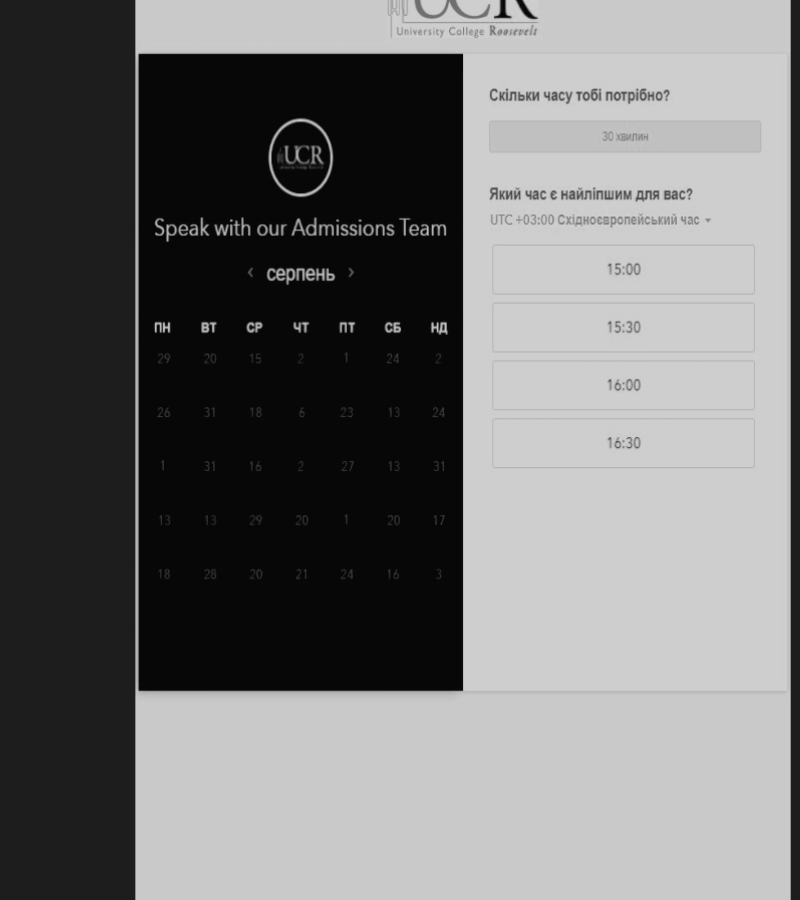 UCR
University College Roosevelt
UCR
Speak with our Admissions Team
‹ серпень ›
ПН ВТ СР ЧТ ПТ СБ НД
29 20 15 2 1 24 2
26 31 18 6 23 13 24
1 31 16 2 27 13 31
13 13 29 20 1 20 17
18 28 20 21 24 16 3
Скільки часу тобі потрібно?
30 хвилин
Який час є найліпшим для вас?
UTC +03:00 Східноєвропейський час
15:00
15:30
16:00
16:30